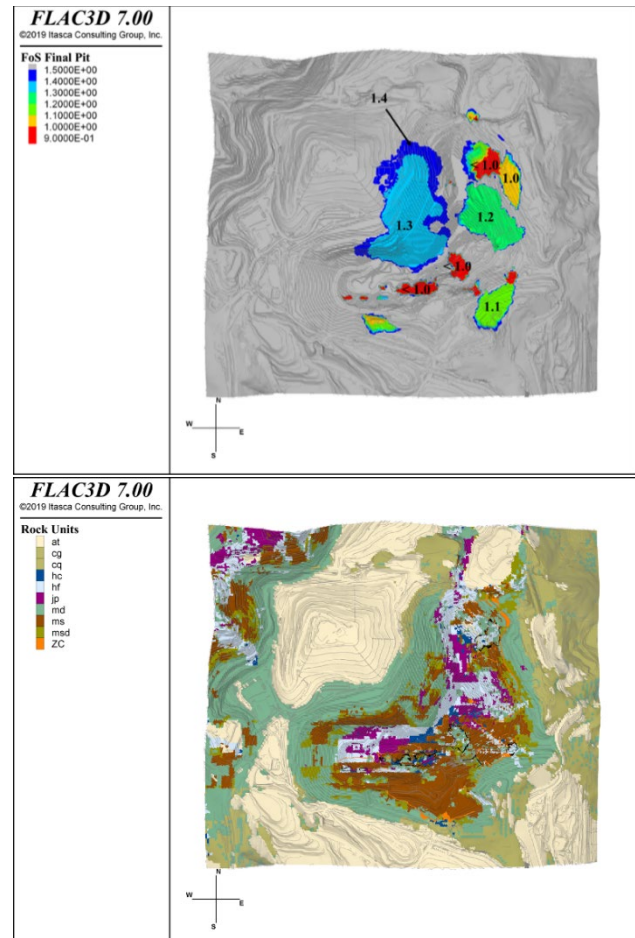 FLAC3D 7.00
©2019 Itasca Consulting Group, Inc.
FoS Final Pit
1.5000E+00
1.4000E+00
1.3000E+00
1.2000E+00
1.1000E+00
1.0000E+00
9.0000E-01
1.4
< 1.0
1.0
1.3
1.2
< 1.0
< 1.0
1.1
N
W E
S
FLAC3D 7.00
©2019 Itasca Consulting Group, Inc.
Rock Units
at
cg
cq
hc
hf
jp
md
ms
msd
ZC
N
W E
S